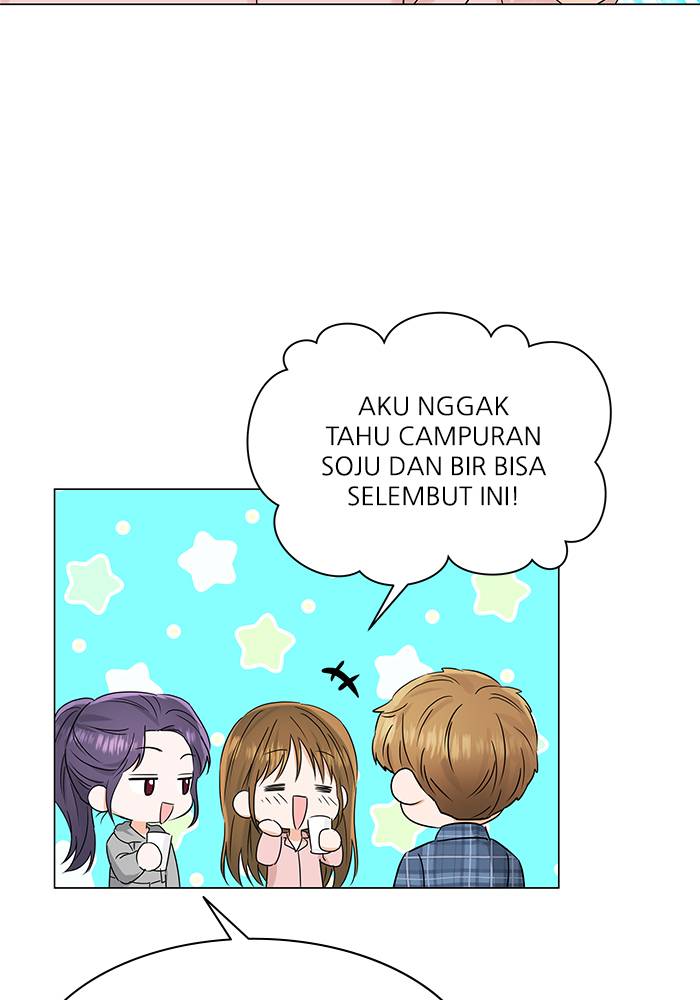 AKU NGGAK
TAHU CAMPURAN
SOJU DAN BIR BISA
SELEMBUT INI!